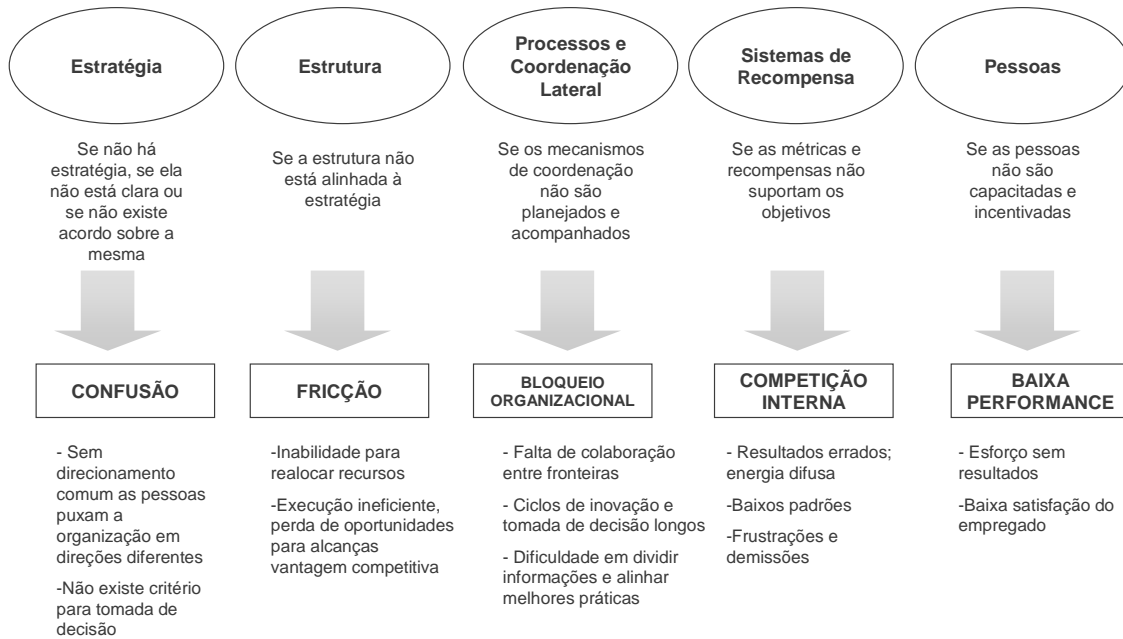 Estratégia
Estrutura
Processos e
Coordenação
Lateral
Sistemas de
Recompensa
Pessoas
Se não há
estratégia, se ela
não está clara ou
se não existe
acordo sobre a
mesma
Se a estrutura não
está alinhada à
estratégia
Se os mecanismos
de coordenação
não são
planejados e
acompanhados
Se as métricas e
recompensas não
suportam os
objetivos
Se as pessoas
não são
capacitadas e
incentivadas
CONFUSÃO
FRICÇÃO
BLOQUEIO
ORGANIZACIONAL
COMPETIÇÃO
INTERNA
BAIXA
PERFORMANCE
- Sem
direcionamento
comum as pessoas
puxam a
organização em
direções diferentes
-Não existe critério
para tomada de
decisão
-Inabilidade para
realocar recursos
-Execução ineficiente,
perda de oportunidades
para alcanças
vantagem competitiva
- Falta de colaboração
entre fronteiras
- Ciclos de inovação e
tomada de decisão longos
- Dificuldade em dividir
informações e alinhar
melhores práticas
- Resultados errados;
energia difusa
-Baixos padrões
-Frustrações e
demissões
- Esforço sem
resultados
-Baixa satisfação do
empregado